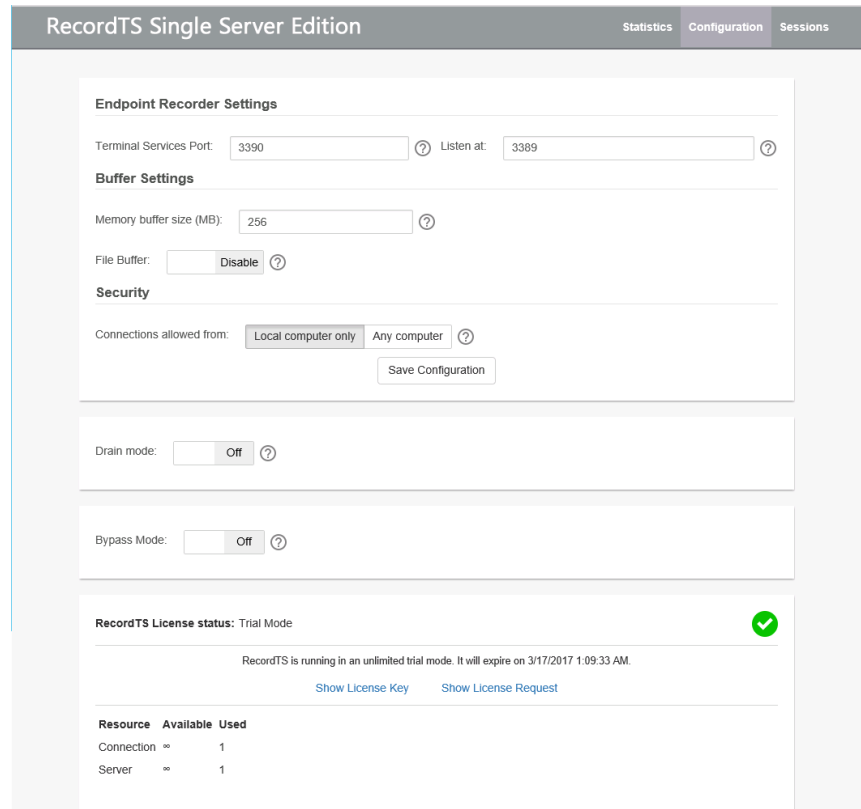 RecordTS Single Server Edition
Statistics Configuration Sessions
Endpoint Recorder Settings
Terminal Services Port: 3390 ? Listen at: 3389 ?
Buffer Settings
Memory buffer size (MB): 256 ?
File Buffer: Disable ?
Security
Connections allowed from: Local computer only Any computer ?
Save Configuration
Drain mode: Off ?
Bypass Mode: Off ?
RecordTS License status: Trial Mode
RecordTS is running in an unlimited trial mode. It will expire on 3/17/2017 1:09:33 AM.
Show License Key Show License Request
Resource Available Used
Connection ∞ 1
Server ∞ 1